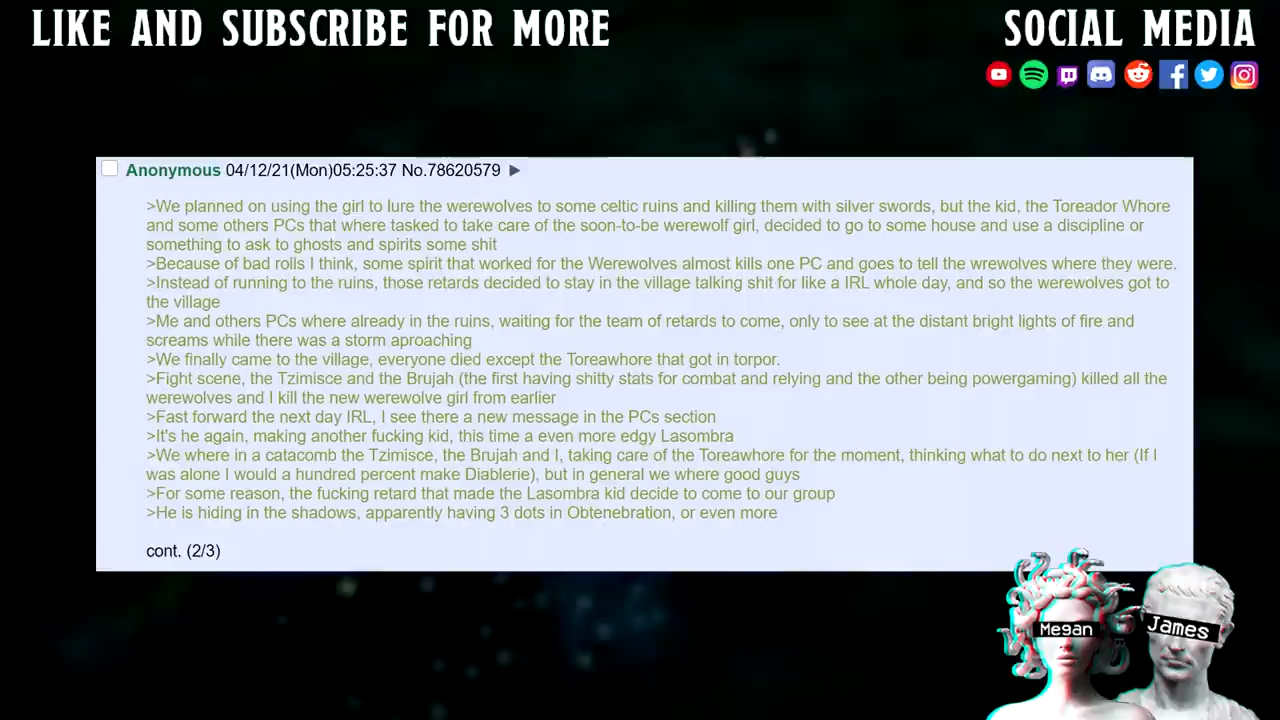 LIKE AND SUBSCRIBE FOR MORE
SOCIAL MEDIA
Anonymous 04/12/21(Mon)05:25:37 No.78620579 ▶
>We planned on using the girl to lure the werewolves to some celtic ruins and killing them with silver swords, but the kid, the Toreador Whore
and some others PCs that where tasked to take care of the soon-to-be werewolf girl, decided to go to some house and use a discipline or
something to ask to ghosts and spirits some shit
>Because of bad rolls I think, some spirit that worked for the Werewolves almost kills one PC and goes to tell the wrewolves where they were.
>Instead of running to the ruins, those retards decided to stay in the village talking shit for like a IRL whole day, and so the werewolves got to
the village
>Me and others PCs where already in the ruins, waiting for the team of retards to come, only to see at the distant bright lights of fire and
screams while there was a storm aproaching
>We finally came to the village, everyone died except the Toreawhore that got in torpor.
>Fight scene, the Tzimisce and the Brujah (the first having shitty stats for combat and relying and the other being powergaming) killed all the
werewolves and I kill the new werewolve girl from earlier
>Fast forward the next day IRL, I see there a new message in the PCs section
>It's he again, making another fucking kid, this time a even more edgy Lasombra
>We where in a catacomb the Tzimisce, the Brujah and I, taking care of the Toreawhore for the moment, thinking what to do next to her (If I
was alone I would a hundred percent make Diablerie), but in general we where good guys
>For some reason, the fucking retard that made the Lasombra kid decide to come to our group
>He is hiding in the shadows, apparently having 3 dots in Obtenebration, or even more
cont. (2/3)
Megan
James